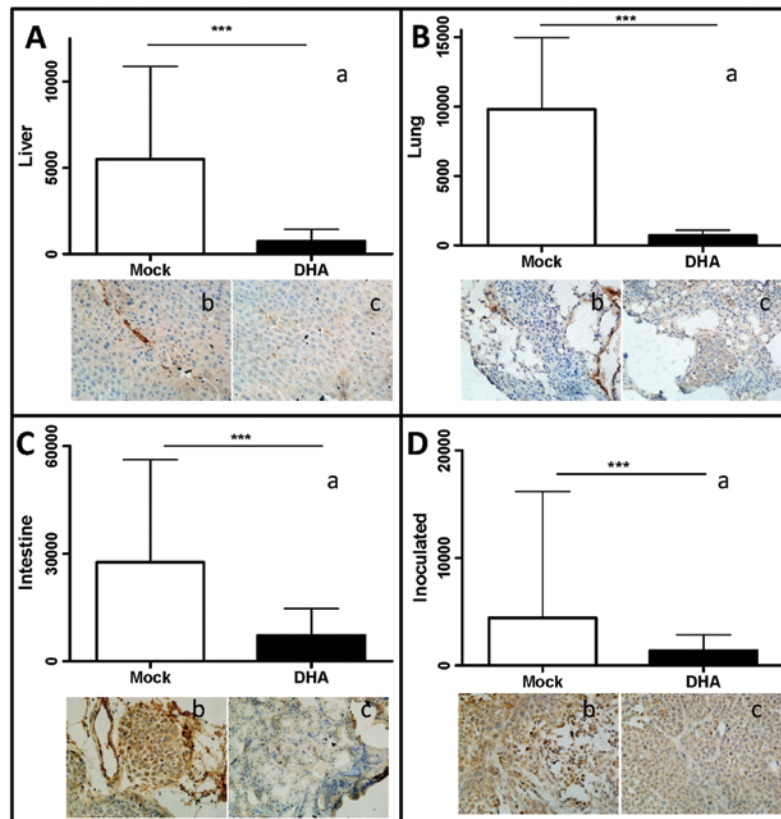 A
***
a
Liver
10000
5000
0
Mock
DHA
b
c
B
***
a
Lung
15000
10000
5000
0
Mock
DHA
b
c
C
***
a
Intestine
60000
30000
0
Mock
DHA
b
c
D
***
a
Inoculated
20000
10000
0
Mock
DHA
b
c